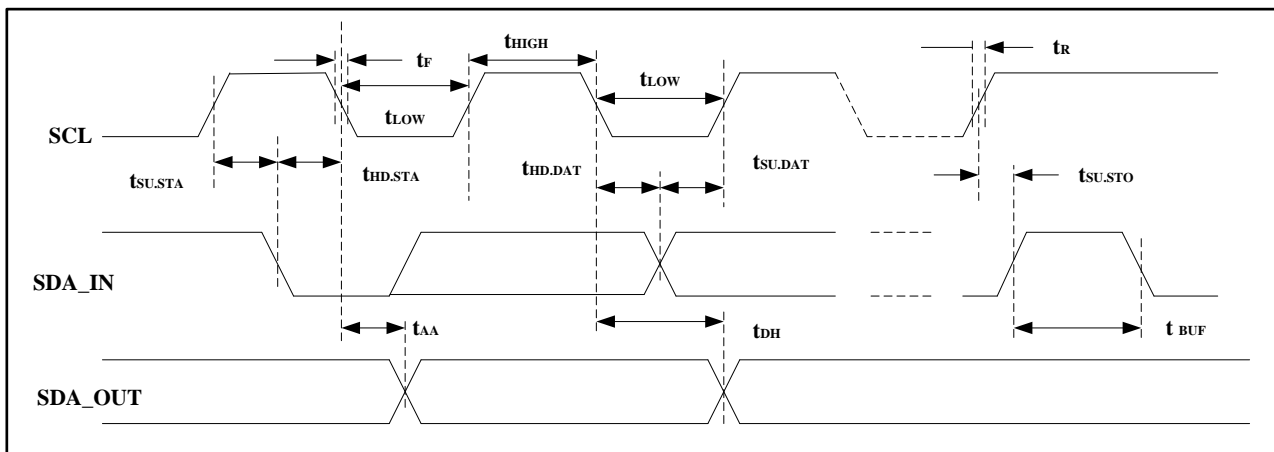 tHIGH
tR
tF
tLOW
tLOW
SCL
tSU.STA
tHD.STA
tHD.DAT
tSU.DAT
tSU.STO
SDA_IN
tAA
tDH
t BUF
SDA_OUT